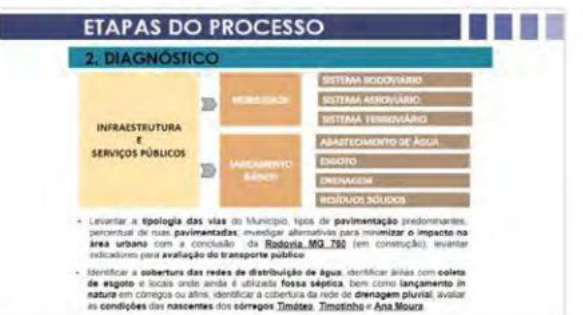 ETAPAS DO PROCESSO
2. DIAGNÓSTICO
INFRAESTRUTURA
E
SERVIÇOS PÚBLICOS
MOBILIDADE
SANEAMENTO
BÁSICO
SISTEMA RODOVIÁRIO
SISTEMA AEROVIÁRIO
SISTEMA FERROVIÁRIO
ABASTECIMENTO DE ÁGUA
ESGOTO
DRENAGEM
RESÍDUOS SÓLIDOS
• Levantar a tipologia das vias do Município, tipos de pavimentação predominantes,
percentual de ruas pavimentadas; investigar alternativas para minimizar o impacto na
área urbana com a conclusão da Rodovia MG 760 (em construção), levantar
indicadores para avaliação do transporte público
• Identificar a cobertura das redes de distribuição de água, identificar áreas com coleta
de esgoto e locais onde ainda é utilizada fossa séptica, bem como lançamento in
natura em córregos ou afins, identificar a cobertura da rede de drenagem pluvial, avaliar
as condições das nascentes dos córregos Timóteo, Timotinho e Ana Moura.